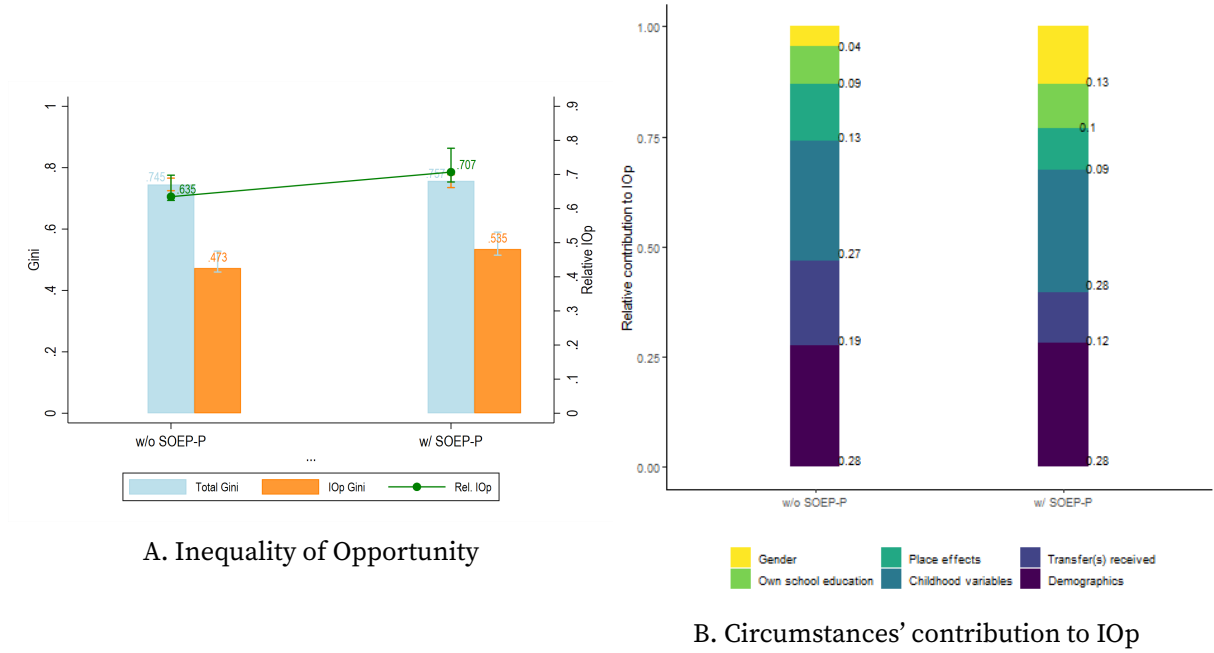 1
.8
.6
.4
.2
0
Gini
.745
.635
.473
.757
.707
.535
.9
.8
.7
.6
.5
.4
.3
.2
.1
0
Relative IOp
w/o SOEP-P
w/ SOEP-P
...
Total Gini
IOp Gini
Rel. IOp
A. Inequality of Opportunity
1.00
0.75
0.50
0.25
0.00
Relative contribution to IOp
0.04
0.09
0.13
0.27
0.19
0.28
0.13
0.1
0.09
0.28
0.12
0.28
w/o SOEP-P
w/ SOEP-P
Gender
Place effects
Transfer(s) received
Own school education
Childhood variables
Demographics
B. Circumstances’ contribution to IOp